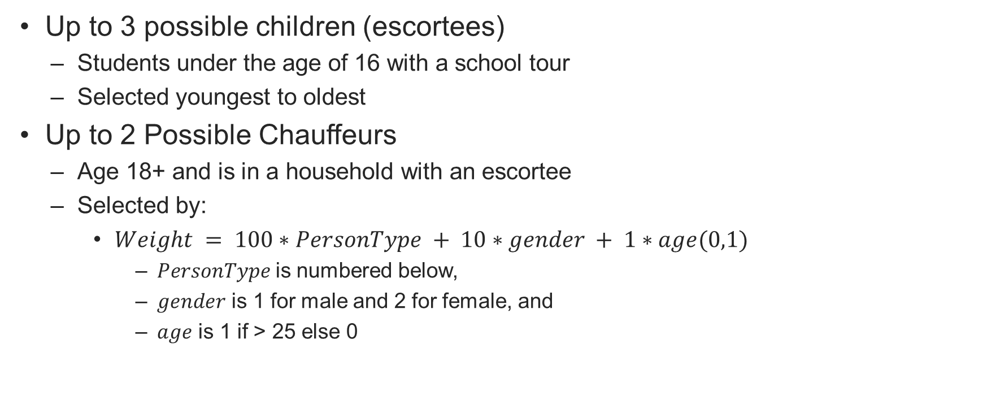 • Up to 3 possible children (escortees)
– Students under the age of 16 with a school tour
– Selected youngest to oldest
• Up to 2 Possible Chauffeurs
– Age 18+ and is in a household with an escortee
– Selected by:
• Weight = 100 ∗ PersonType + 10 ∗ gender + 1 ∗ age(0,1)
– PersonType is numbered below,
– gender is 1 for male and 2 for female, and
– age is 1 if > 25 else 0